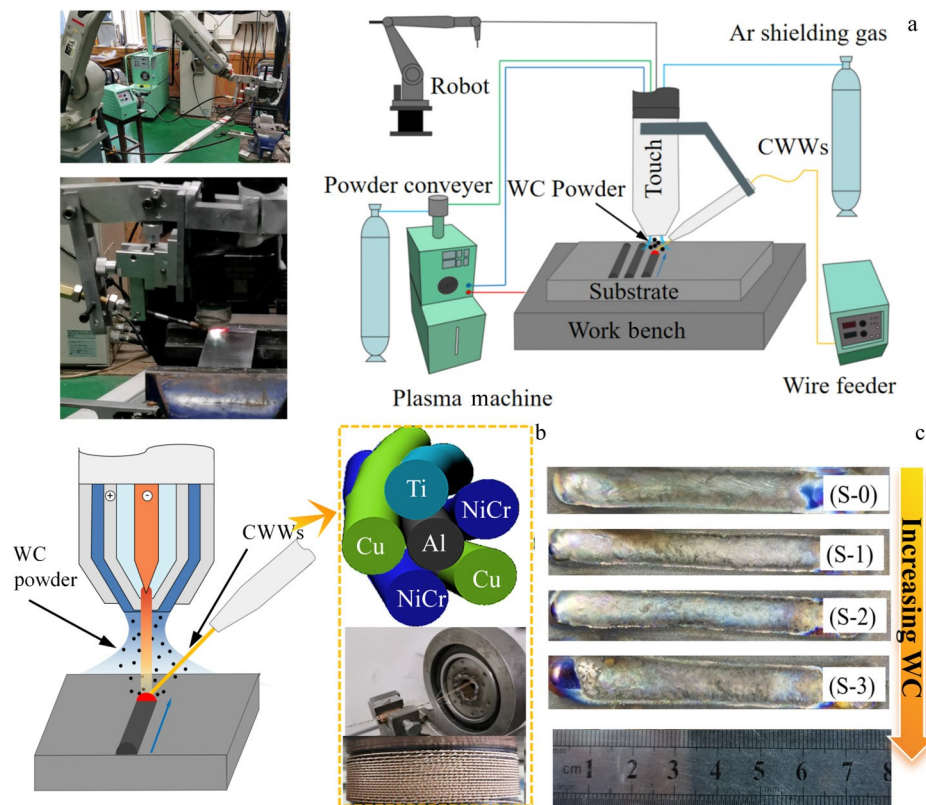 a
Ar shielding gas
Robot
CWWs
Touch
Powder conveyer
WC Powder
Substrate
Work bench
Plasma machine
Wire feeder
b
c
+
-
WC
powder
CWWs
Ti
NiCr
Cu
Al
NiCr
Cu
(S-0)
(S-1)
(S-2)
(S-3)
Increasing WC
cm 1 2 3 4 5 6 7 8